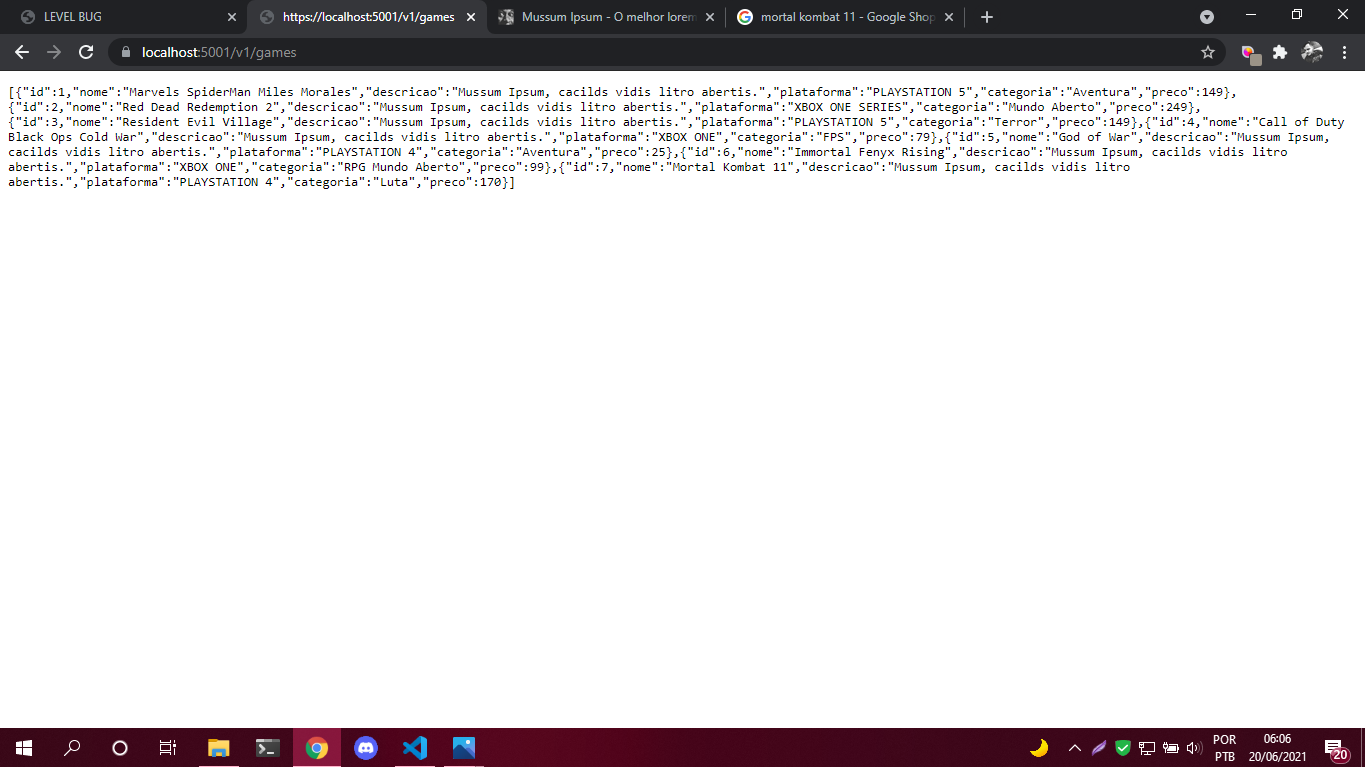 LEVEL BUG
https://localhost:5001/v1/games
Mussum Ipsum - O melhor lorem
mortal kombat 11 - Google Shop
localhost:5001/v1/games
[{"id":1,"nome":"Marvels SpiderMan Miles Morales","descricao":"Mussum Ipsum, cacilds vidis litro abertis.","plataforma":"PLAYSTATION 5","categoria":"Aventura","preco":149},
{"id":2,"nome":"Red Dead Redemption 2","descricao":"Mussum Ipsum, cacilds vidis litro abertis.","plataforma":"XBOX ONE SERIES","categoria":"Mundo Aberto","preco":249},
{"id":3,"nome":"Resident Evil Village","descricao":"Mussum Ipsum, cacilds vidis litro abertis.","plataforma":"PLAYSTATION 5","categoria":"Terror","preco":149},{"id":4,"nome":"Call of Duty
Black Ops Cold War","descricao":"Mussum Ipsum, cacilds vidis litro abertis.","plataforma":"XBOX ONE","categoria":"FPS","preco":79},{"id":5,"nome":"God of War","descricao":"Mussum Ipsum,
cacilds vidis litro abertis.","plataforma":"PLAYSTATION 4","categoria":"Aventura","preco":25},{"id":6,"nome":"Immortal Fenyx Rising","descricao":"Mussum Ipsum, cacilds vidis litro
abertis.","plataforma":"XBOX ONE","categoria":"RPG Mundo Aberto","preco":99},{"id":7,"nome":"Mortal Kombat 11","descricao":"Mussum Ipsum, cacilds vidis litro
abertis.","plataforma":"PLAYSTATION 4","categoria":"Luta","preco":170}]
POR
PTB
06:06
20/06/2021
20